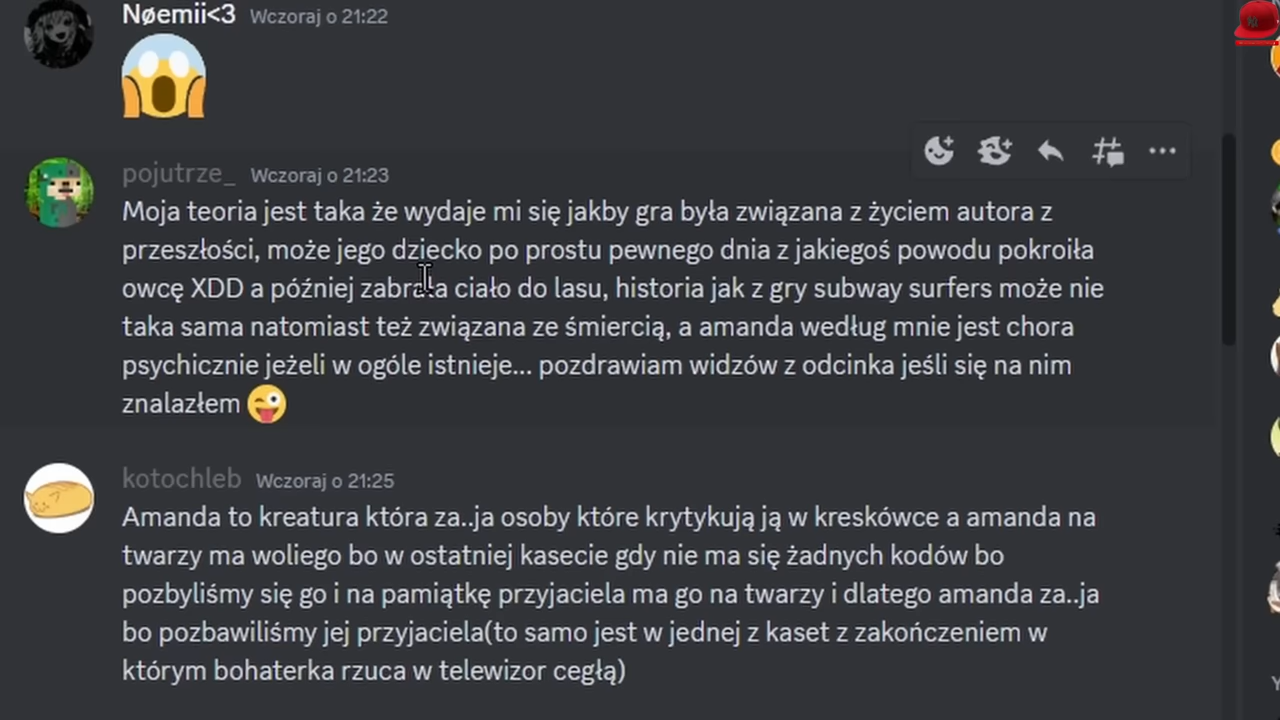 Nøemii<3 Wczoraj o 21:22
pojutrze_ Wczoraj o 21:23
Moja teoria jest taka że wydaje mi się jakby gra była związana z życiem autora z
przeszłości, może jego dziecko po prostu pewnego dnia z jakiegoś powodu pokroiła
owcę XDD a później zabrała ciało do lasu, historia jak z gry subway surfers może nie
taka sama natomiast też związana ze śmiercią, a amanda według mnie jest chora
psychicznie jeżeli w ogóle istnieje... pozdrawiam widzów z odcinka jeśli się na nim
znalazłem
kotochleb Wczoraj o 21:25
Amanda to kreatura która za..ja osoby które krytykują ją w kreskówce a amanda na
twarzy ma woliego bo w ostatniej kasecie gdy nie ma się żadnych kodów bo
pozbyliśmy się go i na pamiątkę przyjaciela ma go na twarzy i dlatego amanda za..ja
bo pozbawiliśmy jej przyjaciela(to samo jest w jednej z kaset z zakończeniem w
którym bohaterka rzuca w telewizor cegłą)